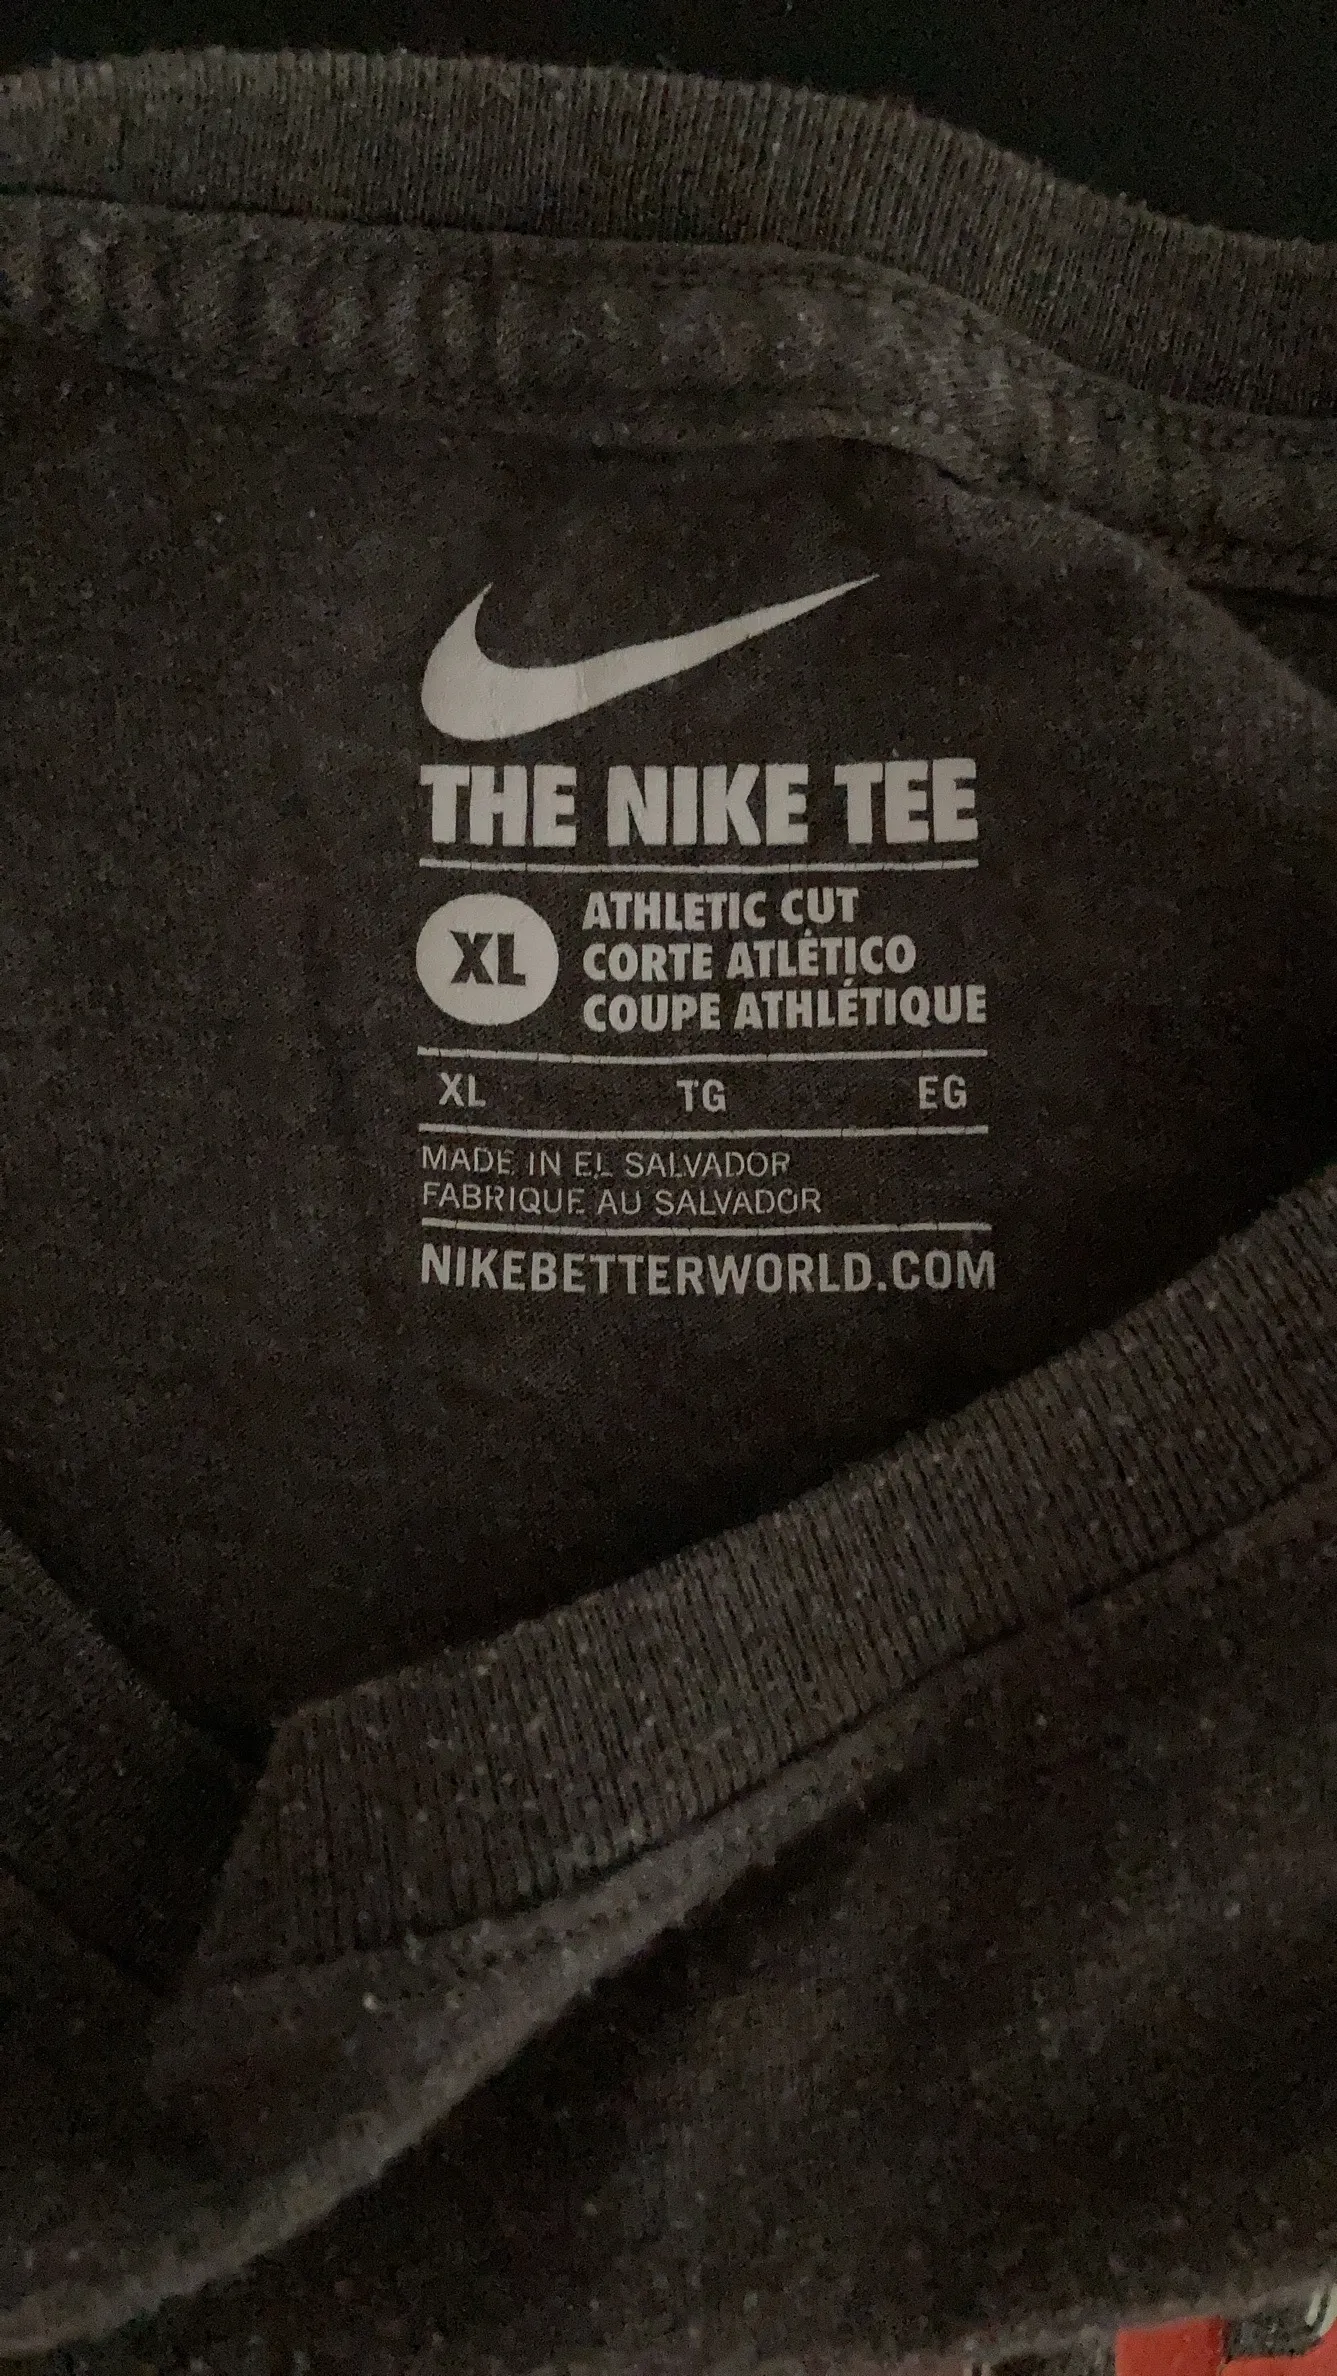 THE NIKE TEE
XL
ATHLETIC CUT
CORTE ATLÉTICO
COUPE ATHLÉTIQUE
XL TG EG
MADE IN EL SALVADOR
FABRIQUE AU SALVADOR
NIKEBETTERWORLD.COM